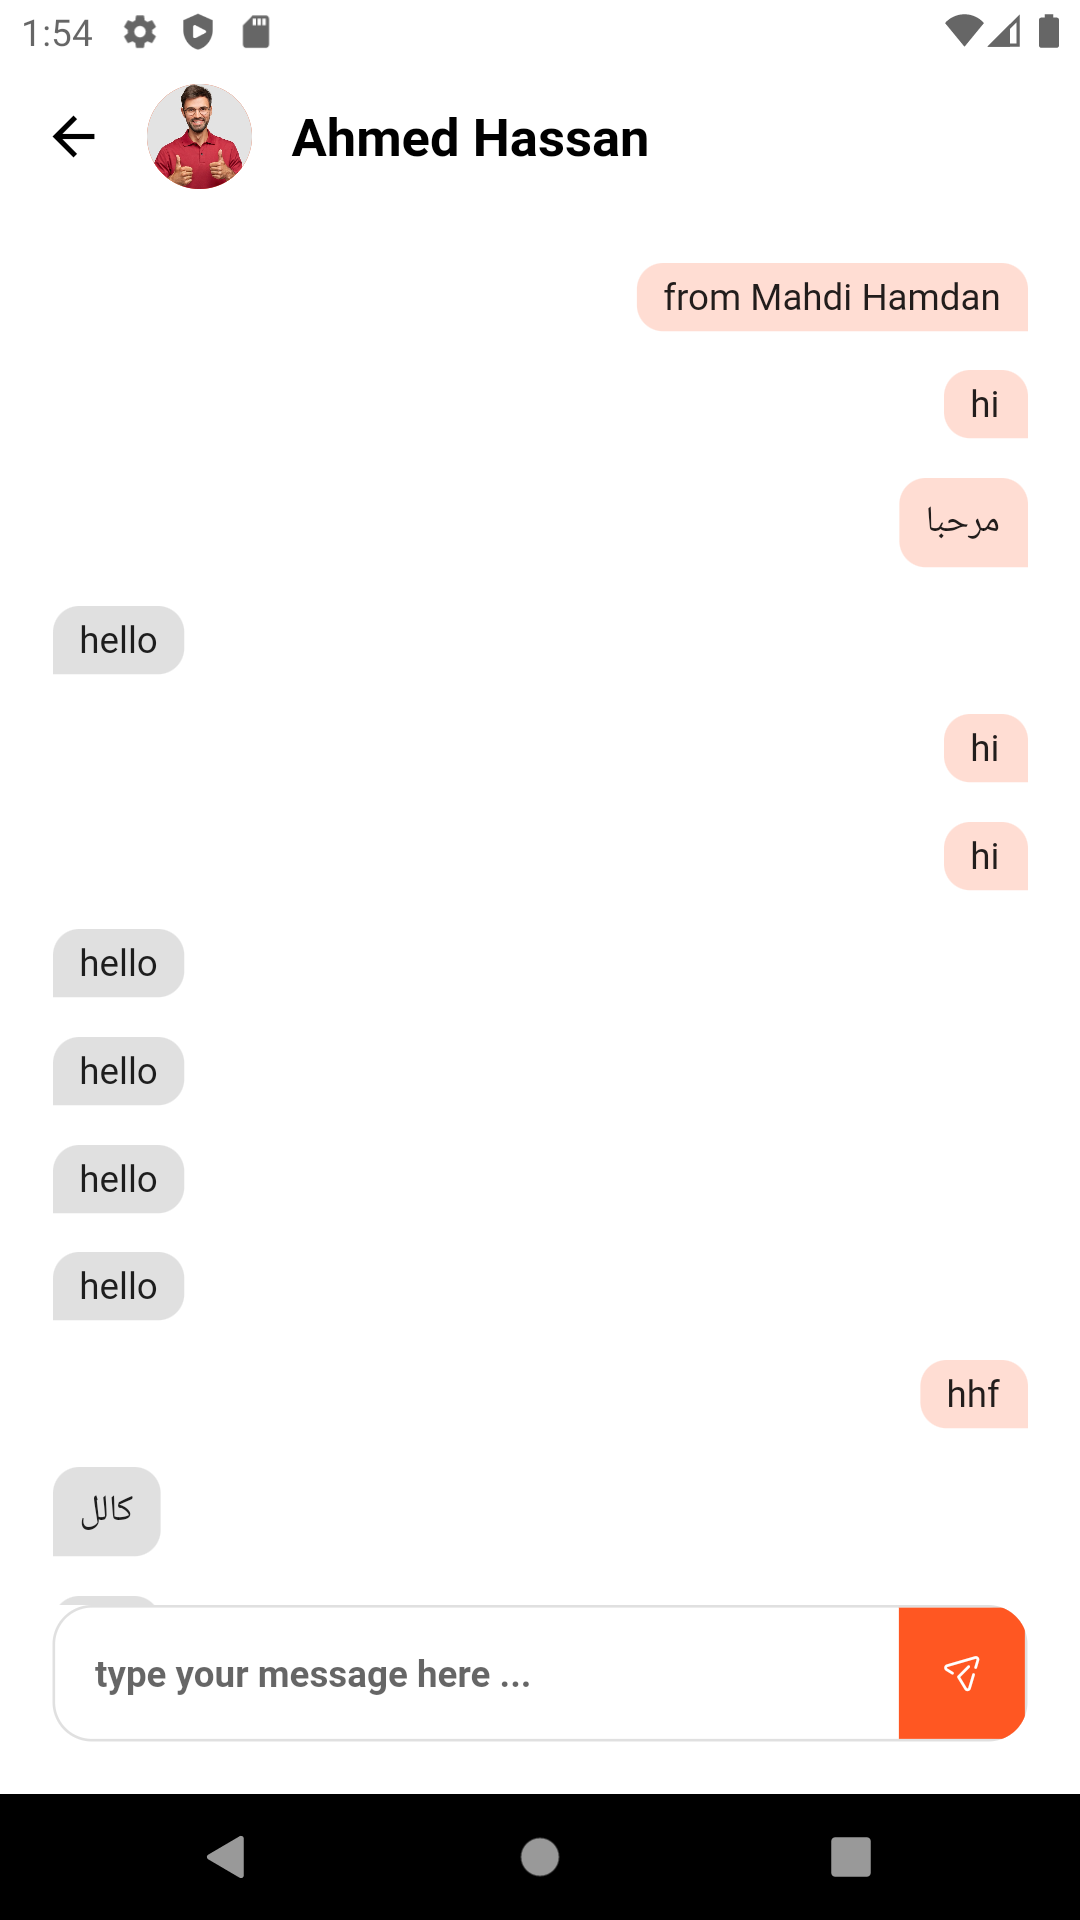 1:54
Ahmed Hassan
from Mahdi Hamdan
hi
مرحبا
hello
hi
hi
hello
hello
hello
hello
hhf
كالل
type your message here ...